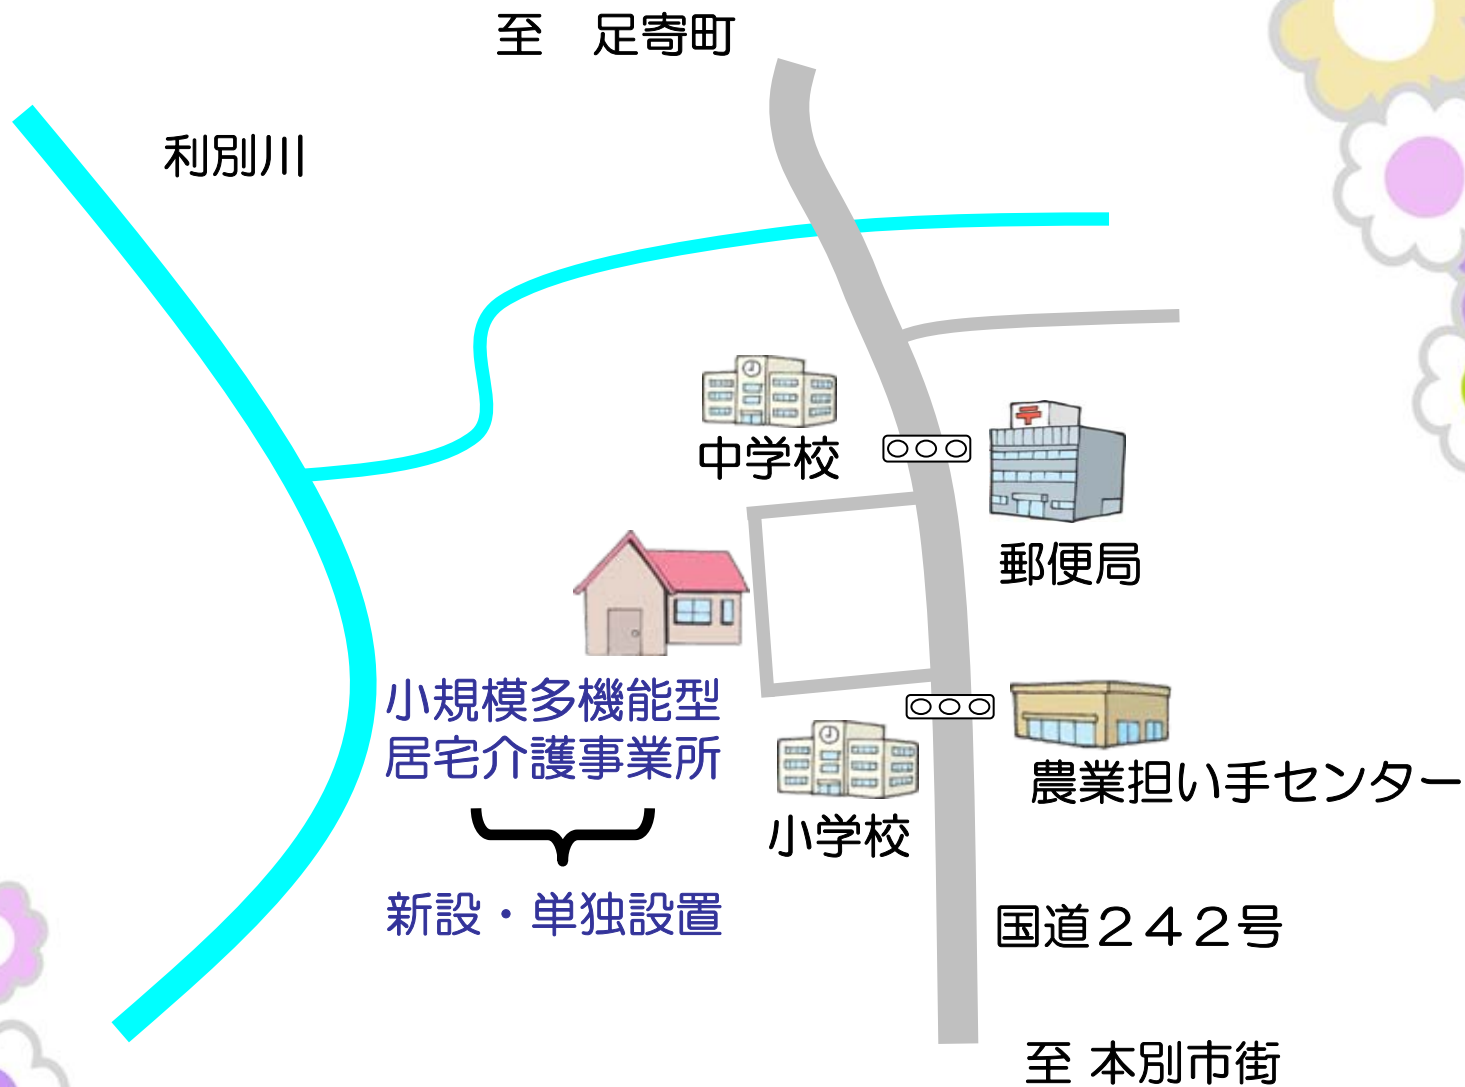 至　足寄町
利別川
中学校
郵便局
小規模多機能型
居宅介護事業所
農業担い手センター
小学校
新設・単独設置
国道２４２号
至 本別市街